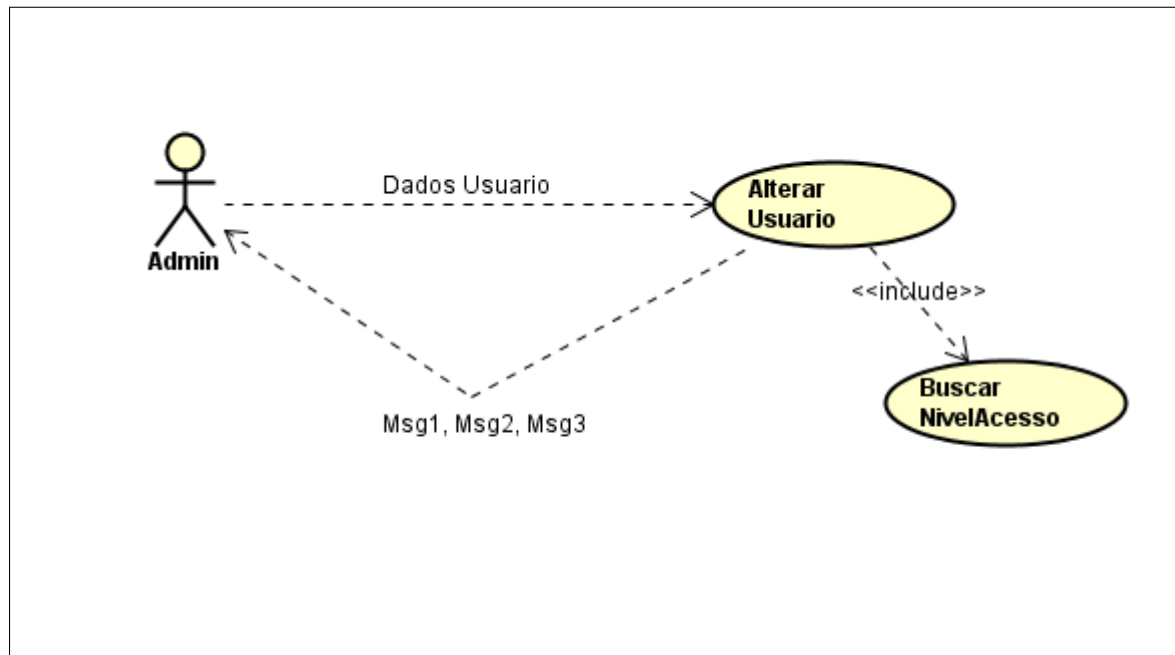 Dados Usuario
Alterar
Usuario
Admin
<<include>>
Buscar
NivelAcesso
Msg1, Msg2, Msg3